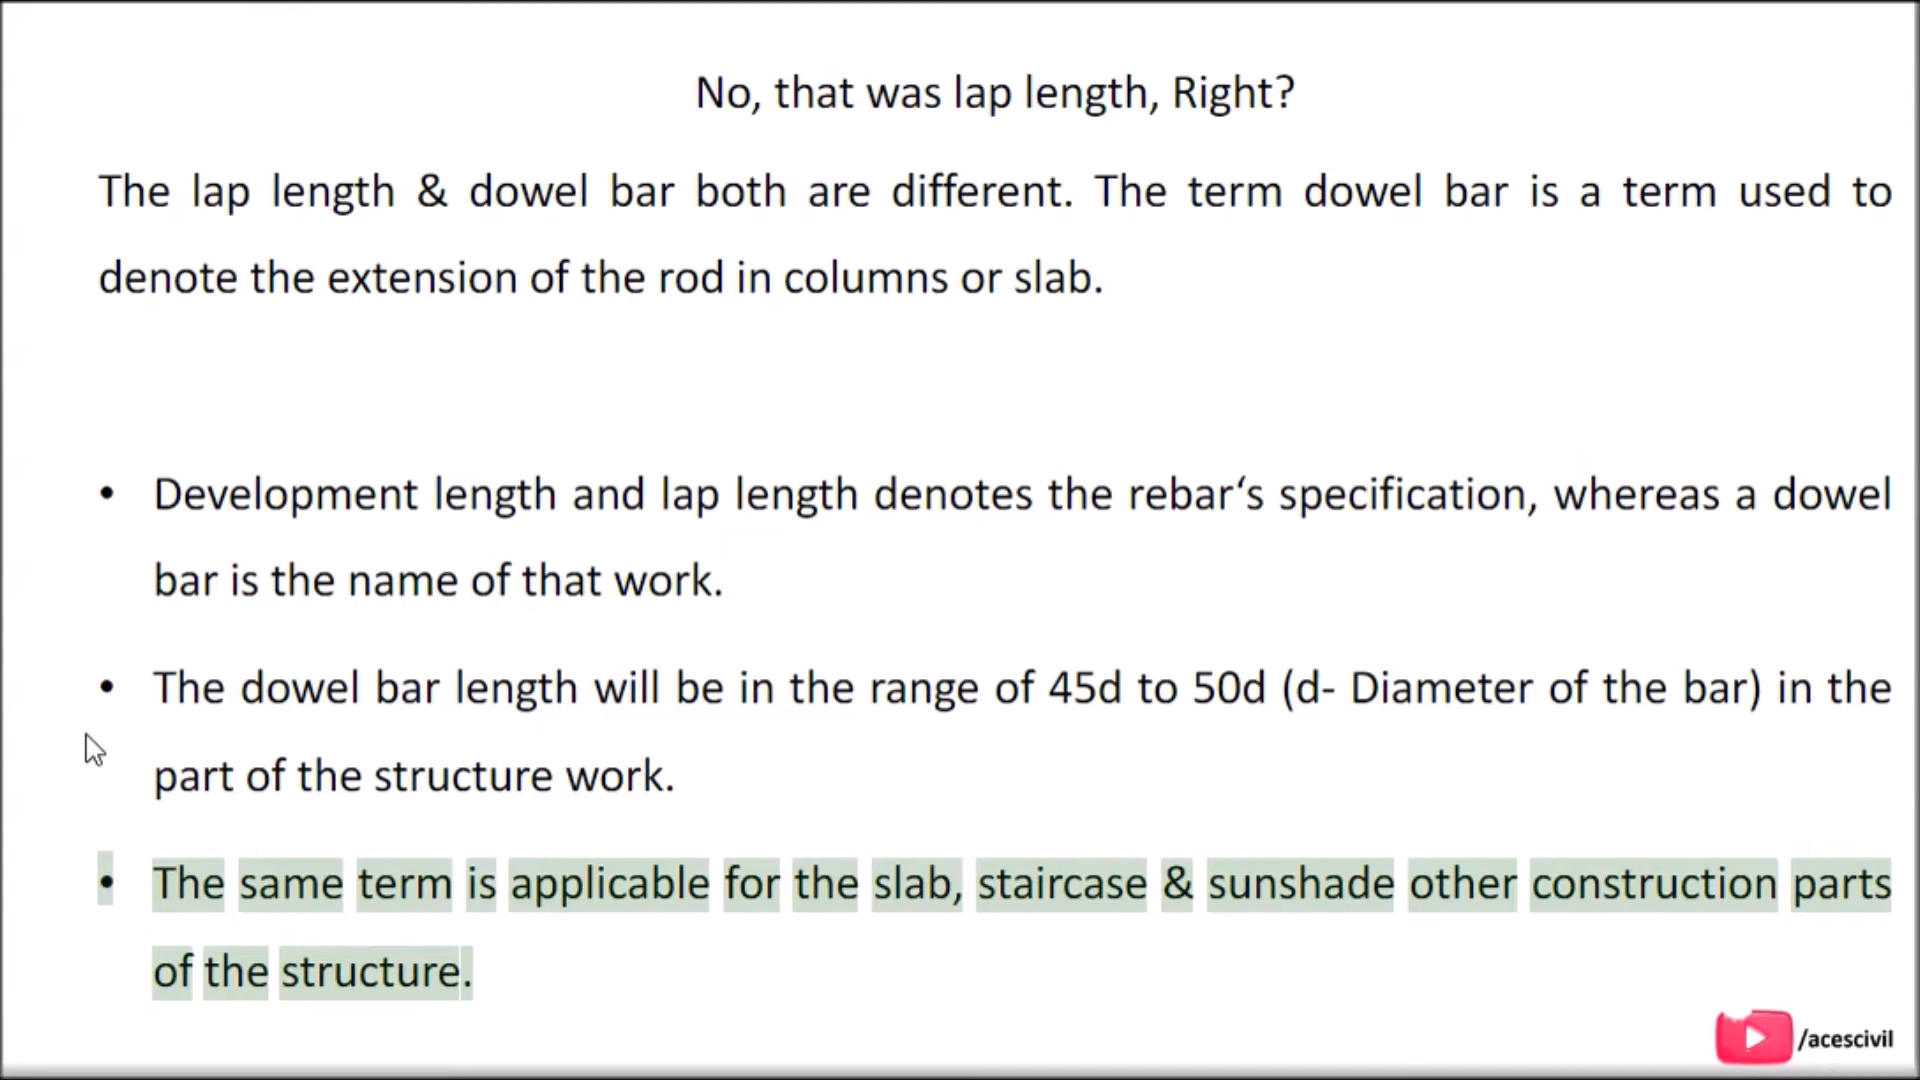 No, that was lap length, Right?
The lap length & dowel bar both are different. The term dowel bar is a term used to
denote the extension of the rod in columns or slab.
• Development length and lap length denotes the rebar‘s specification, whereas a dowel
bar is the name of that work.
• The dowel bar length will be in the range of 45d to 50d (d- Diameter of the bar) in the
part of the structure work.
• The same term is applicable for the slab, staircase & sunshade other construction parts
of the structure.
/acescivil